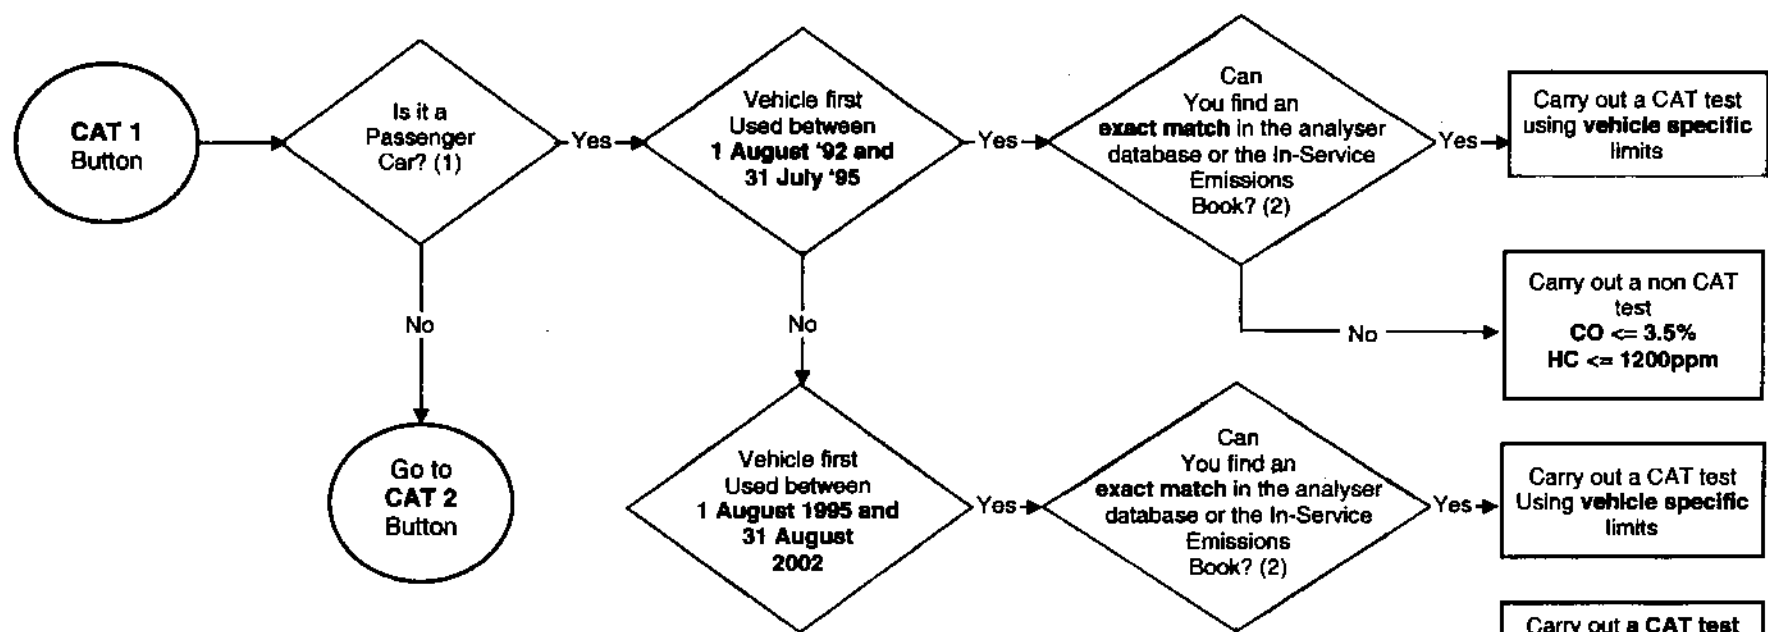 CAT 1
Button
Is it a
Passenger
Car? (1)
Yes
Vehicle first
Used between
1 August '92 and
31 July '95
Yes
Can
You find an
exact match in the analyser
database or the In-Service
Emissions
Book? (2)
Yes
Carry out a CAT test
using vehicle specific
limits
No
No
No
Carry out a non CAT
test
CO <= 3.5%
HC <= 1200ppm
Go to
CAT 2
Button
Vehicle first
Used between
1 August 1995 and
31 August
2002
Yes
Can
You find an
exact match in the analyser
database or the In-Service
Emissions
Book? (2)
Yes
Carry out a CAT test
Using vehicle specific
limits
Carry out a CAT test